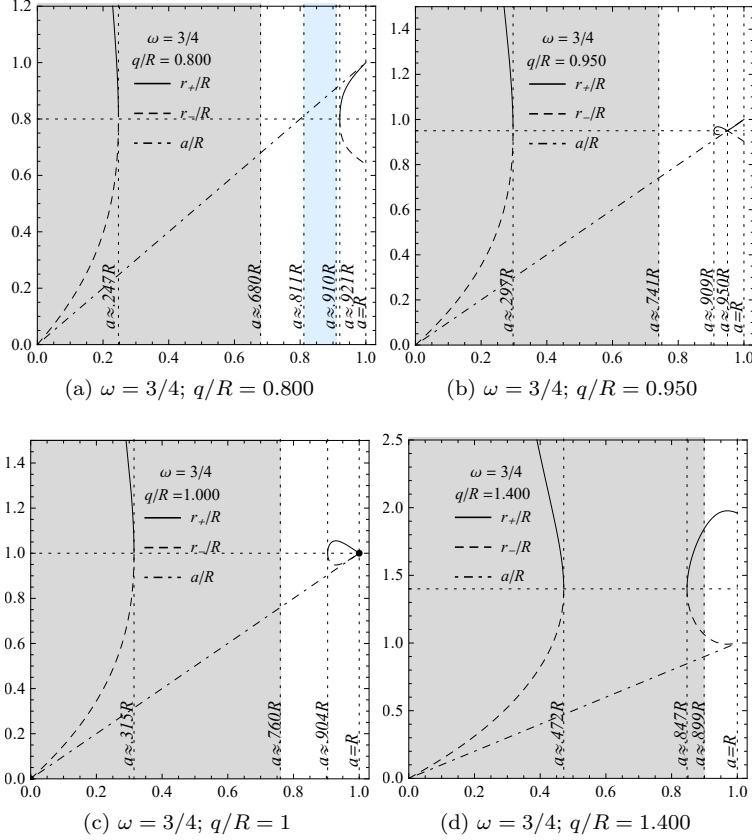 1.2
1.0
0.8
0.6
0.4
0.2
0.0
0.0 0.2 0.4 0.6 0.8 1.0
ω = 3/4
q/R = 0.800
r₊/R
r₋/R
a/R
a≈.247R
a≈.680R
a≈.811R
a≈.910R
a≈.921R
a=R
(a) ω = 3/4; q/R = 0.800
1.4
1.2
1.0
0.8
0.6
0.4
0.2
0.0
0.0 0.2 0.4 0.6 0.8 1.0
ω = 3/4
q/R = 0.950
r₊/R
r₋/R
a/R
a≈.297R
a≈.741R
a≈.909R
a≈.950R
a=R
(b) ω = 3/4; q/R = 0.950
1.4
1.2
1.0
0.8
0.6
0.4
0.2
0.0
0.0 0.2 0.4 0.6 0.8 1.0
ω = 3/4
q/R =1.000
r₊/R
r₋/R
a/R
a≈.315R
a≈.760R
a≈.904R
a=R
(c) ω = 3/4; q/R = 1
2.5
2.0
1.5
1.0
0.5
0.0
0.0 0.2 0.4 0.6 0.8 1.0
ω = 3/4
q/R =1.400
r₊/R
r₋/R
a/R
a≈.472R
a≈.847R
a≈.899R
a=R
(d) ω = 3/4; q/R = 1.400